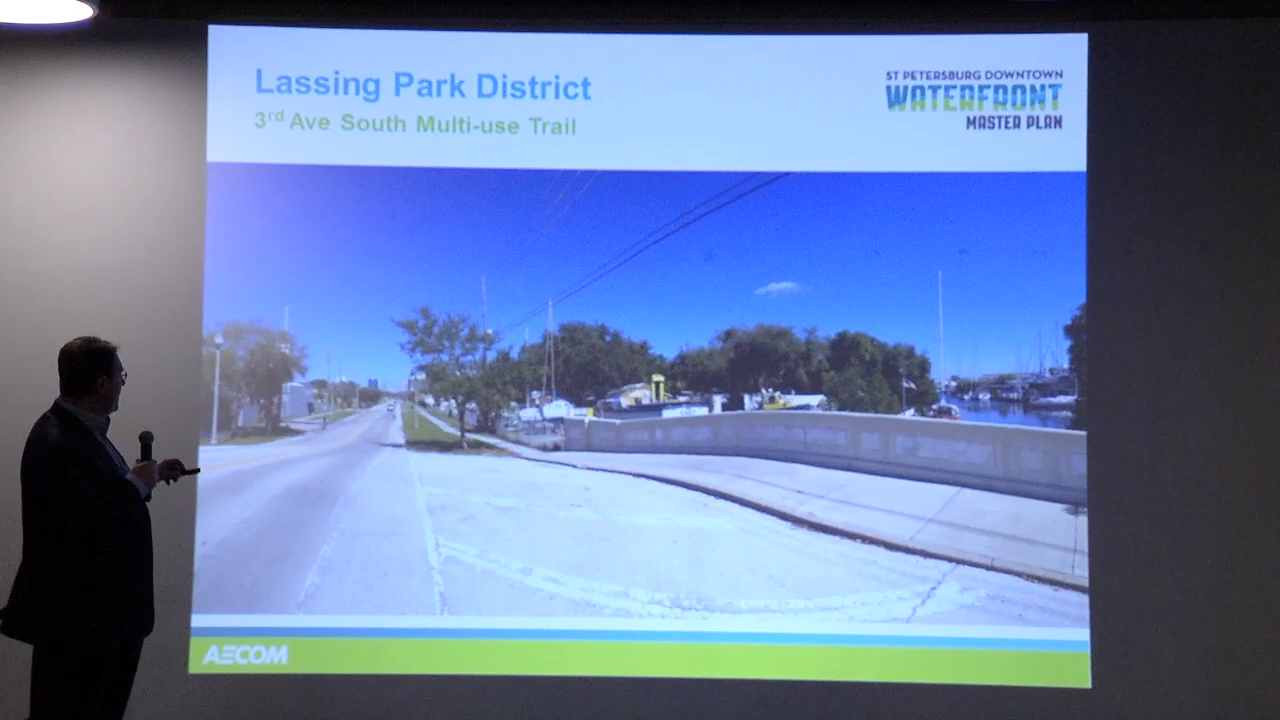 Lassing Park District
3rd Ave South Multi-use Trail
ST PETERSBURG DOWNTOWN
WATERFRONT
MASTER PLAN
AECOM